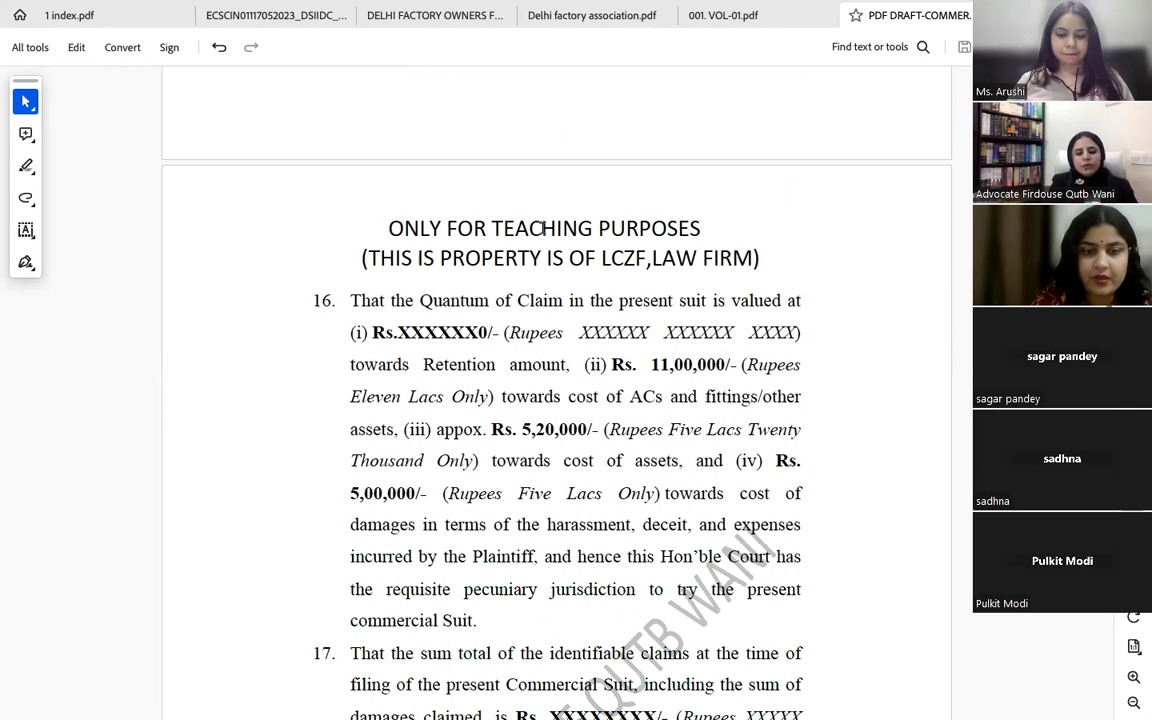 1 index.pdf
ECSCIN01117052023_DSIIDC_...
DELHI FACTORY OWNERS F...
Delhi factory association.pdf
001. VOL-01.pdf
PDF DRAFT-COMMER.
All tools
Edit
Convert
Sign
Find text or tools
ONLY FOR TEACHING PURPOSES
(THIS IS PROPERTY IS OF LCZF,LAW FIRM)
16. That the Quantum of Claim in the present suit is valued at
(i) Rs.XXXXXX0/- (Rupees XXXXXX XXXXXX XXXX)
towards Retention amount, (ii) Rs. 11,00,000/- (Rupees
Eleven Lacs Only) towards cost of ACs and fittings/other
assets, (iii) appox. Rs. 5,20,000/- (Rupees Five Lacs Twenty
Thousand Only) towards cost of assets, and (iv) Rs.
5,00,000/- (Rupees Five Lacs Only) towards cost of
damages in terms of the harassment, deceit, and expenses
incurred by the Plaintiff, and hence this Hon’ble Court has
the requisite pecuniary jurisdiction to try the present
commercial Suit.
17. That the sum total of the identifiable claims at the time of
filing of the present Commercial Suit, including the sum of
damages claimed, is Rs. XXXXXXXX/- (Rupees XXXXX
QUTB WANI
Ms. Arushi
Advocate Firdouse Qutb Wani
sagar pandey
sagar pandey
sadhna
sadhna
Pulkit Modi
Pulkit Modi